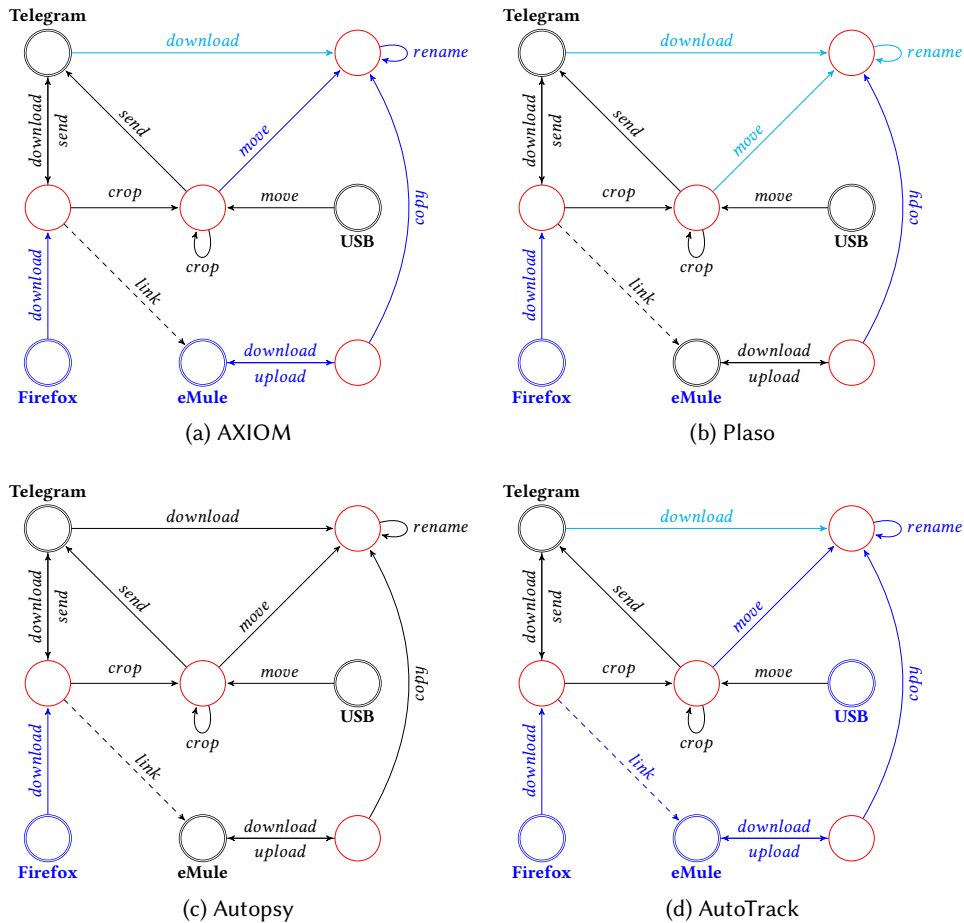 Telegram
download
rename
download
send
send
move
crop
move
copy
USB
crop
link
download
download
upload
Firefox
eMule
(a) AXIOM
Telegram
download
rename
download
send
send
move
crop
move
copy
USB
crop
link
download
download
upload
Firefox
eMule
(b) Plaso
Telegram
download
rename
download
send
send
move
crop
move
copy
USB
crop
link
download
download
upload
Firefox
eMule
(c) Autopsy
Telegram
download
rename
download
send
send
move
crop
move
copy
USB
crop
link
download
download
upload
Firefox
eMule
(d) AutoTrack